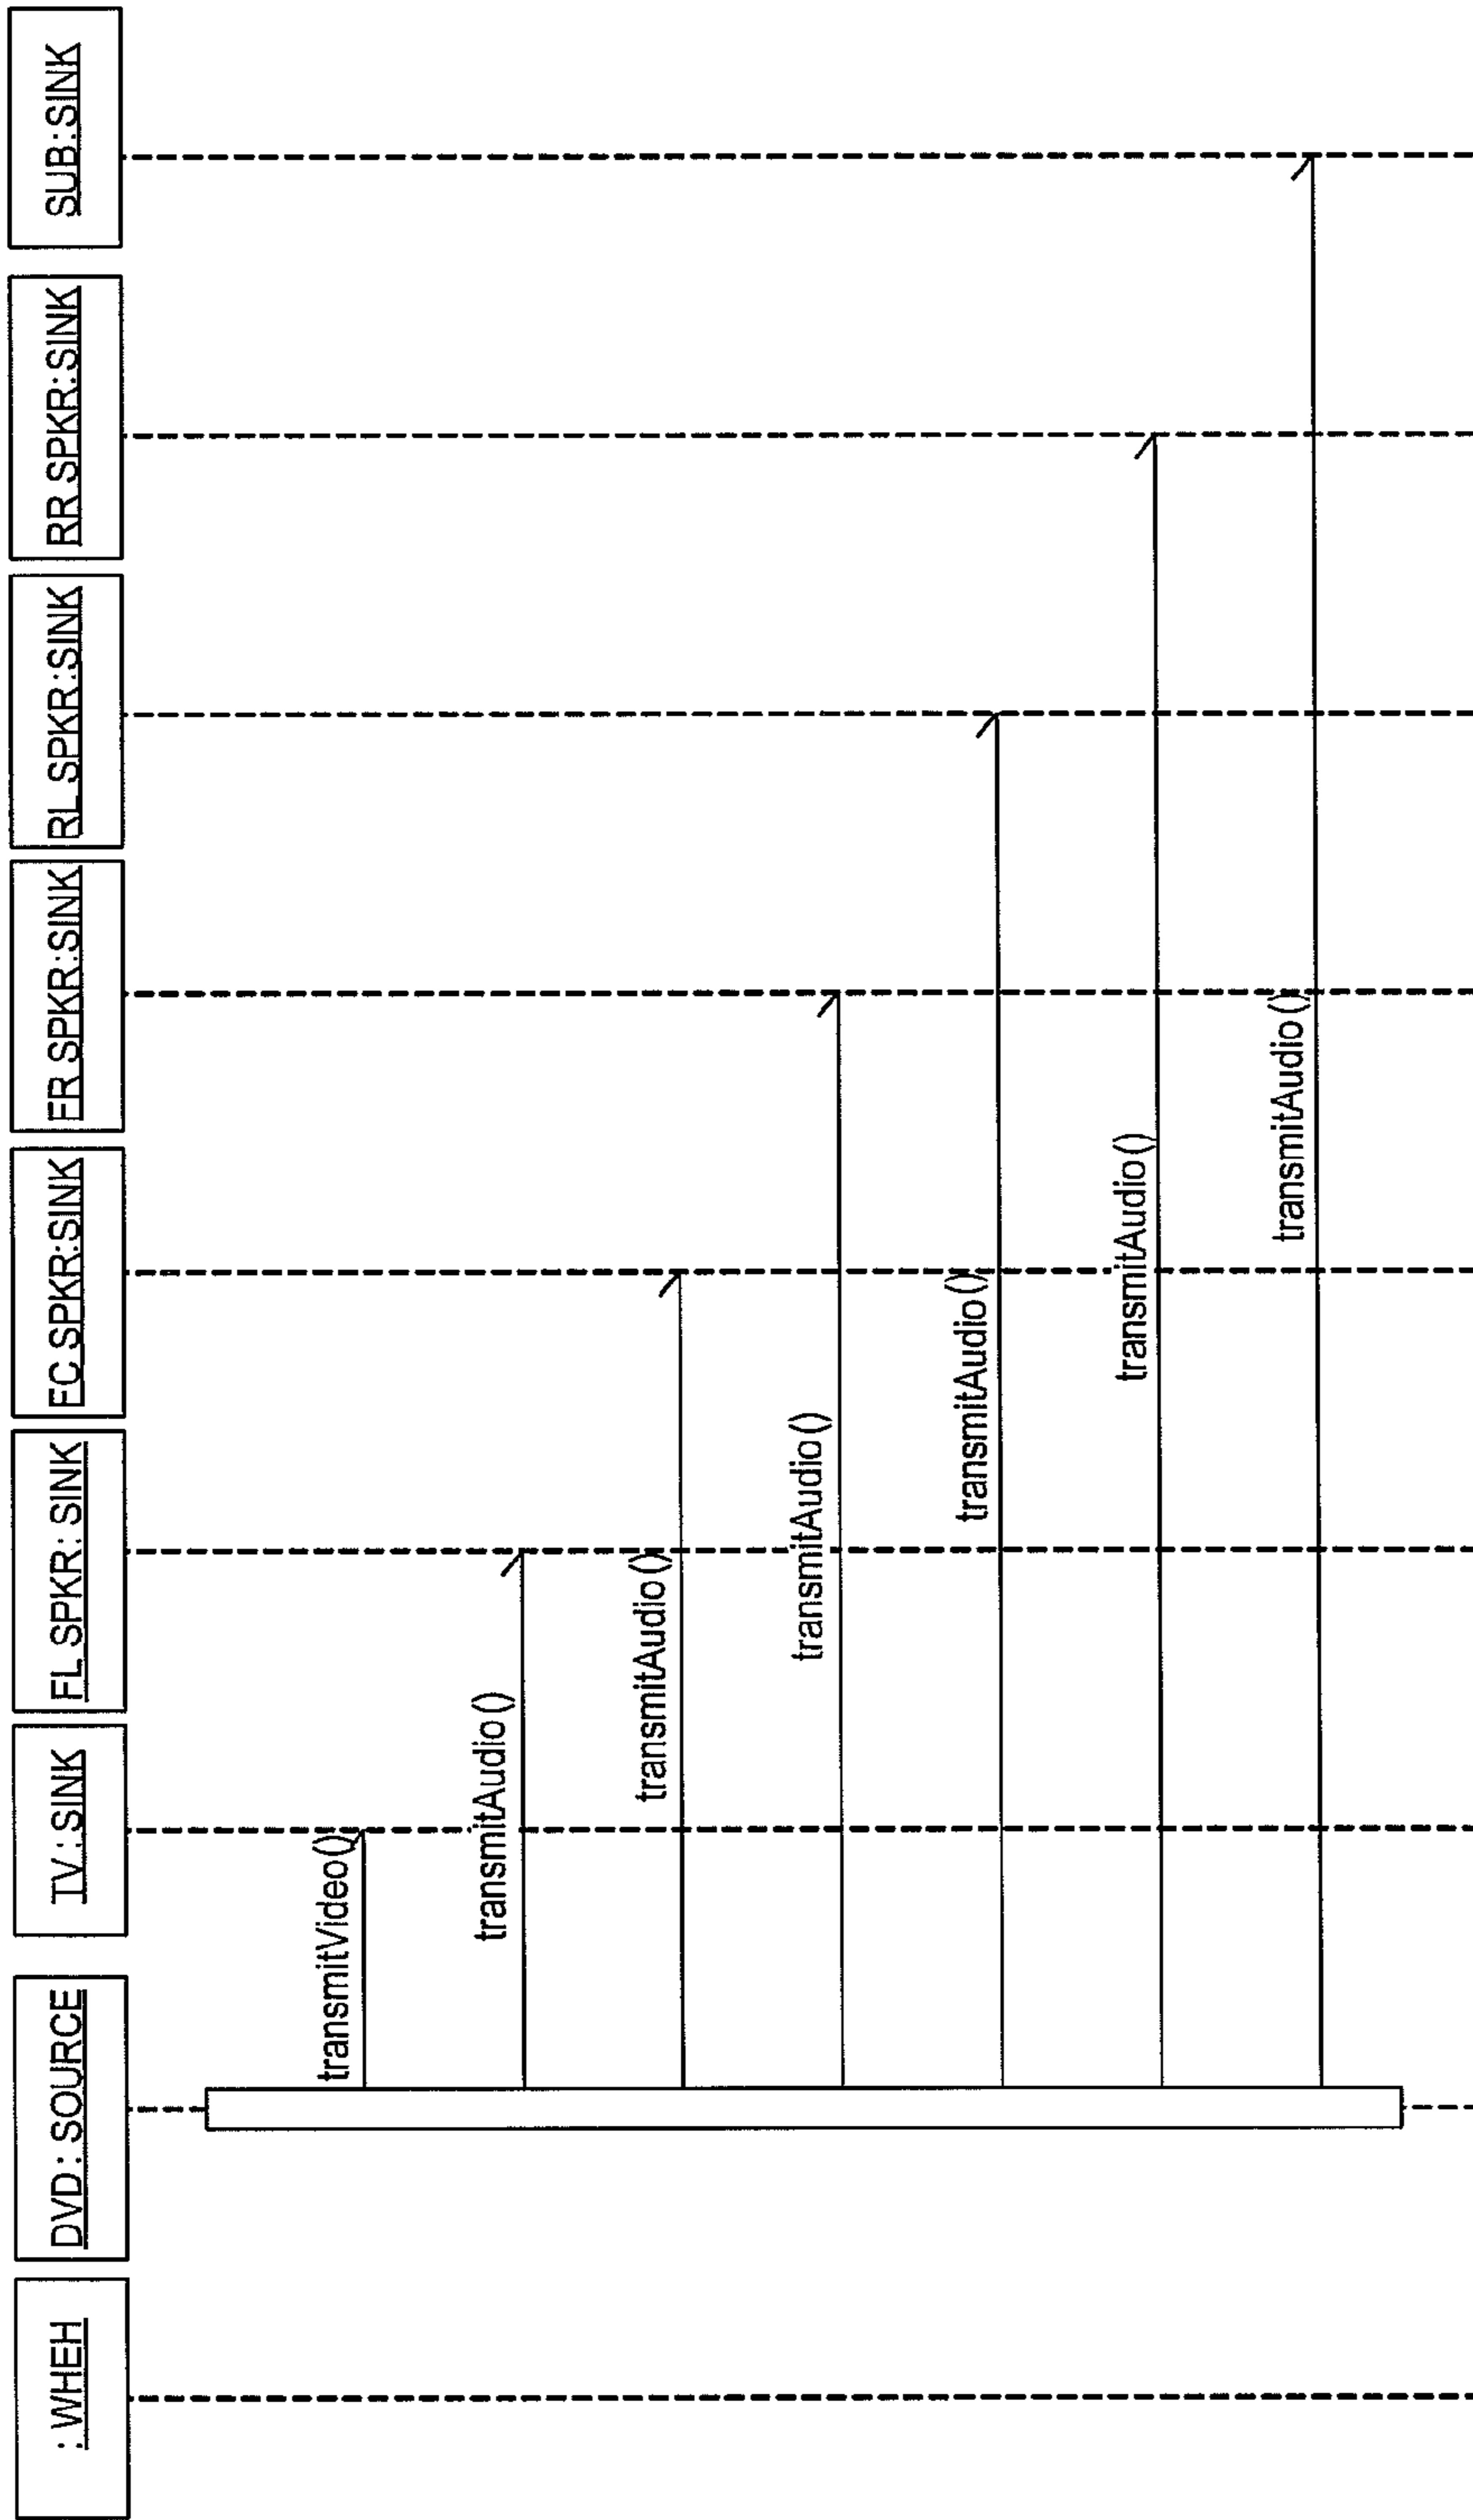 : WHEH
DVD : SOURCE
TV : SINK
FL SPKR : SINK
FC SPKR:SINK
FR SPKR:SINK
RL SPKR:SINK
RR SPKR:SINK
SUB:SINK
transmitVideo()
transmitAudio()
transmitAudio()
transmitAudio()
transmitAudio()
transmitAudio()
transmitAudio()